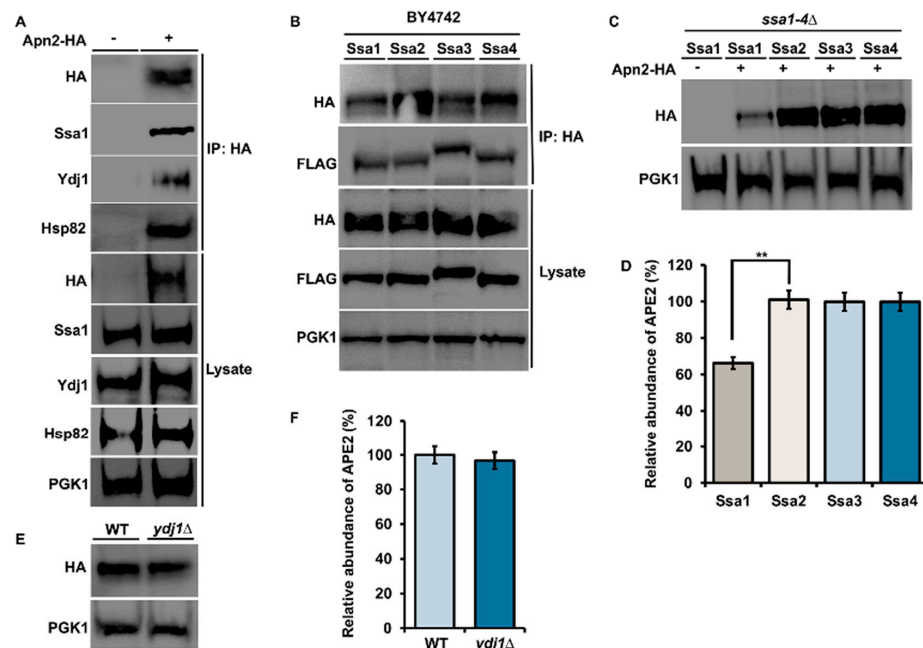 A
Apn2-HA - +
HA
Ssa1
Ydj1
Hsp82
IP: HA
HA
Ssa1
Ydj1
Hsp82
PGK1
Lysate
B
BY4742
Ssa1 Ssa2 Ssa3 Ssa4
HA
FLAG
IP: HA
HA
FLAG
PGK1
Lysate
C
ssa1-4Δ
Ssa1 Ssa1 Ssa2 Ssa3 Ssa4
Apn2-HA - + + + +
HA
PGK1
D
Relative abundance of APE2 (%)
120
100
80
60
40
20
0
**
Ssa1 Ssa2 Ssa3 Ssa4
E
WT ydj1Δ
HA
PGK1
F
Relative abundance of APE2 (%)
120
100
80
60
40
20
0
WT ydj1Δ